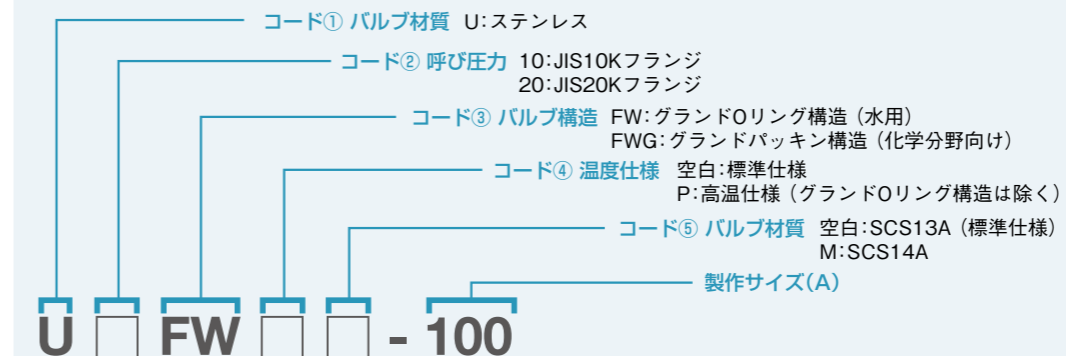 コード① バルブ材質 U:ステンレス
コード② 呼び圧力 10:JIS10Kフランジ
20:JIS20Kフランジ
コード③ バルブ構造 FW:グランドOリング構造（水用）
FWG:グランドパッキン構造（化学分野向け）
コード④ 温度仕様 空白:標準仕様
P:高温仕様（グランドOリング構造は除く）
コード⑤ バルブ材質 空白:SCS13A（標準仕様）
M:SCS14A
製作サイズ(A)
U □ FW □ □ - 100